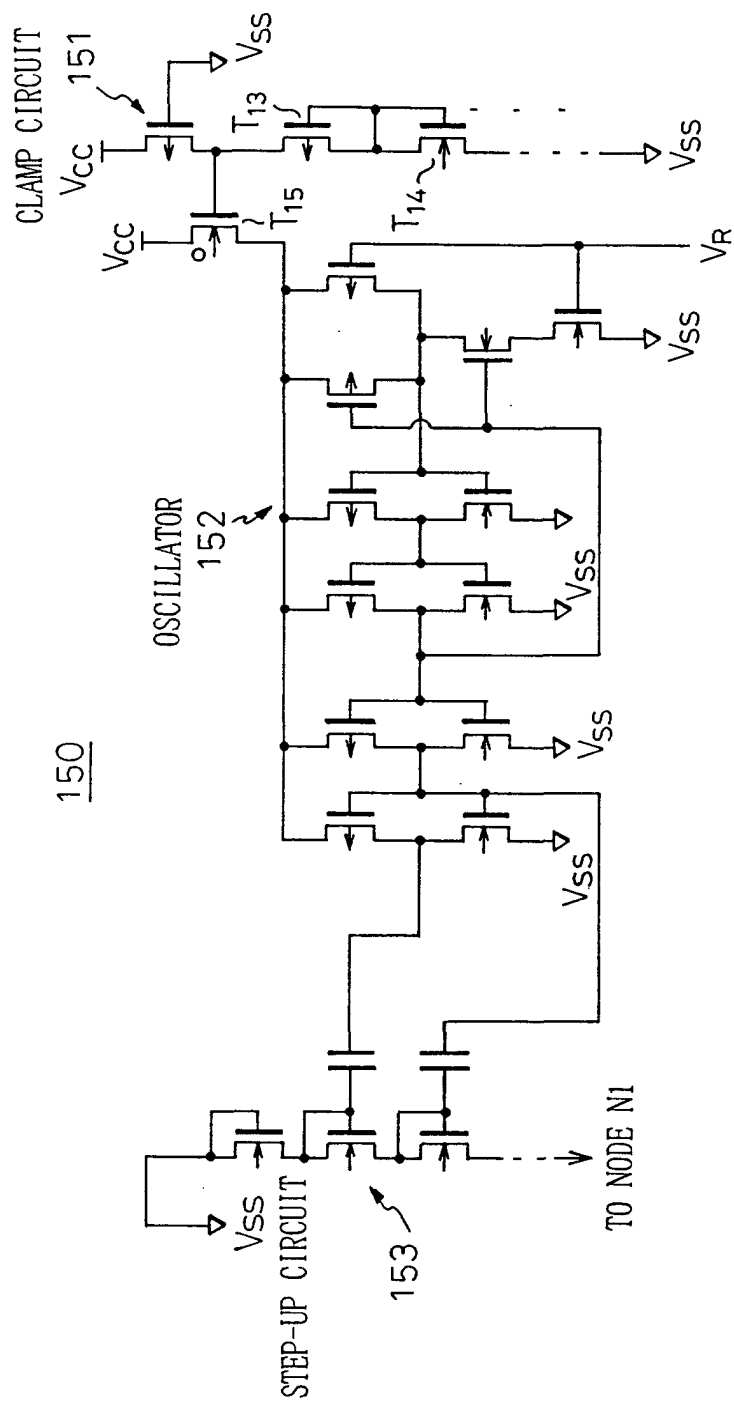 150
STEP-UP CIRCUIT
153
VSS
TO NODE N1
OSCILLATOR
152
VSS
VSS
VSS
CLAMP CIRCUIT
151
VCC
VCC
VSS
T15
T13
T14
VSS
VR
VSS